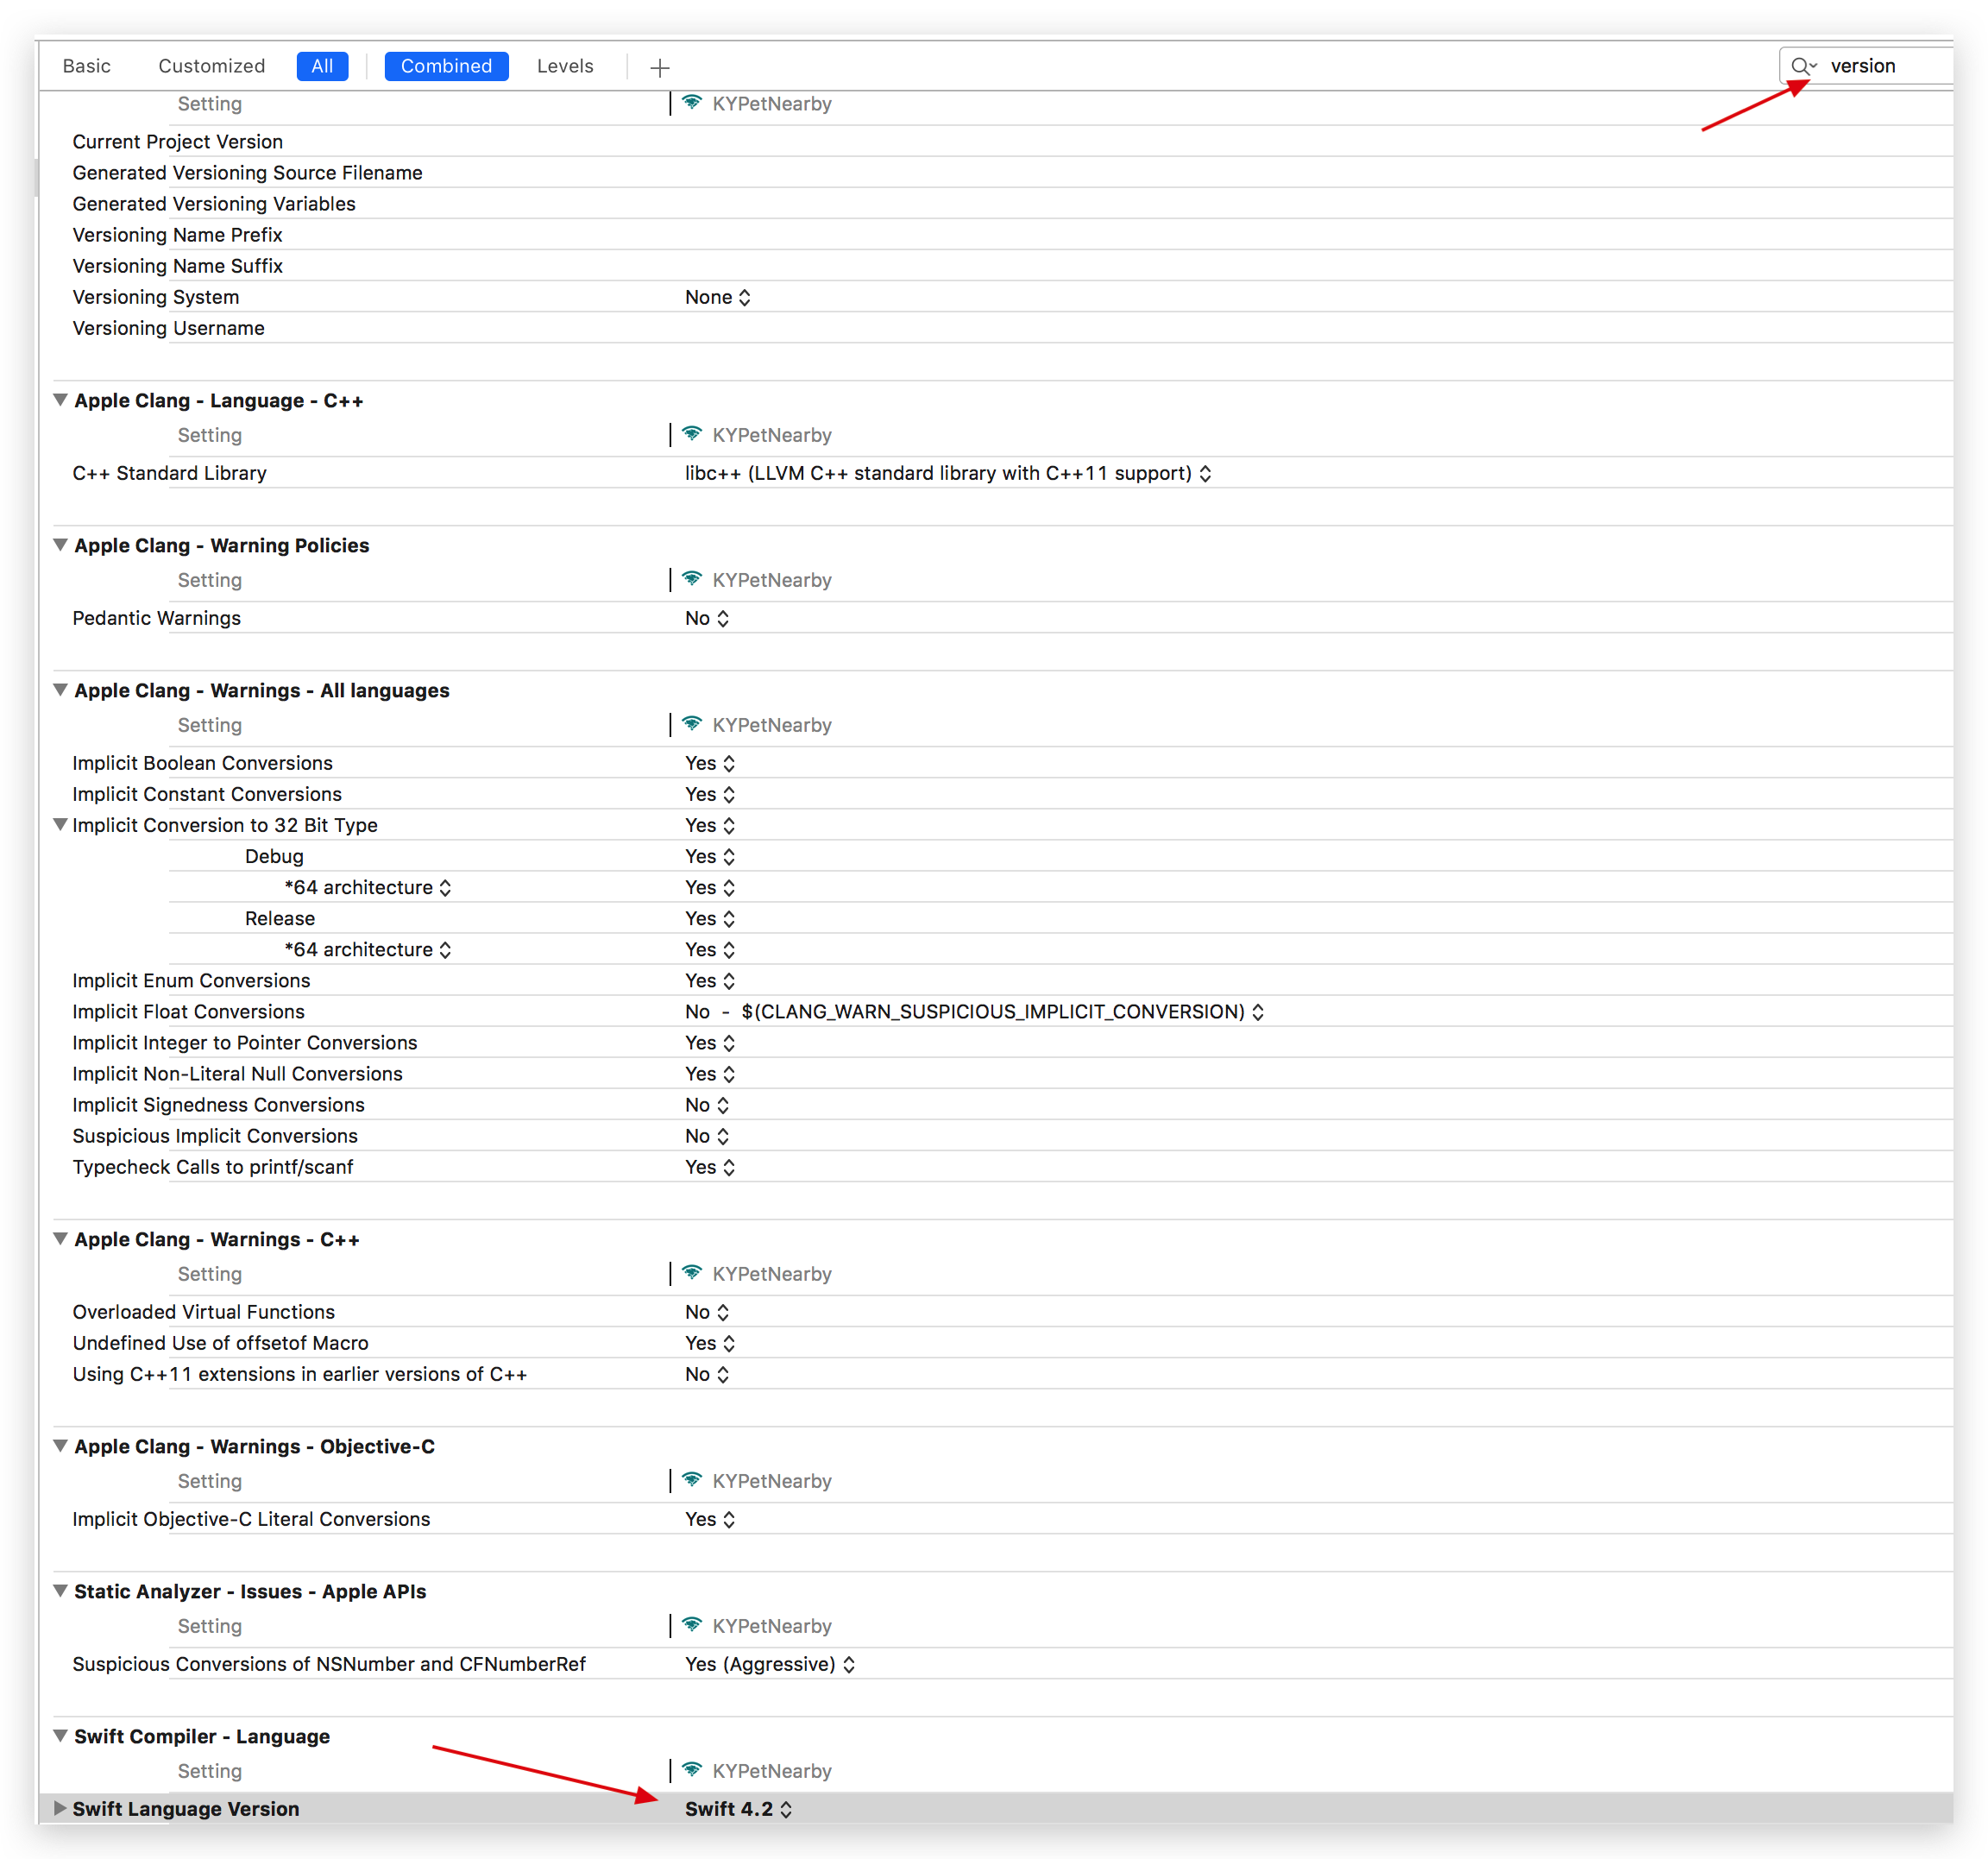 Basic Customized All Combined Levels + version
Setting KYPetNearby
Current Project Version
Generated Versioning Source Filename
Generated Versioning Variables
Versioning Name Prefix
Versioning Name Suffix
Versioning System None
Versioning Username
Apple Clang - Language - C++
Setting KYPetNearby
C++ Standard Library libc++ (LLVM C++ standard library with C++11 support)
Apple Clang - Warning Policies
Setting KYPetNearby
Pedantic Warnings No
Apple Clang - Warnings - All languages
Setting KYPetNearby
Implicit Boolean Conversions Yes
Implicit Constant Conversions Yes
Implicit Conversion to 32 Bit Type Yes
Debug Yes
*64 architecture Yes
Release Yes
*64 architecture Yes
Implicit Enum Conversions Yes
Implicit Float Conversions No - $(CLANG_WARN_SUSPICIOUS_IMPLICIT_CONVERSION)
Implicit Integer to Pointer Conversions Yes
Implicit Non-Literal Null Conversions Yes
Implicit Signedness Conversions No
Suspicious Implicit Conversions No
Typecheck Calls to printf/scanf Yes
Apple Clang - Warnings - C++
Setting KYPetNearby
Overloaded Virtual Functions No
Undefined Use of offsetof Macro Yes
Using C++11 extensions in earlier versions of C++ No
Apple Clang - Warnings - Objective-C
Setting KYPetNearby
Implicit Objective-C Literal Conversions Yes
Static Analyzer - Issues - Apple APIs
Setting KYPetNearby
Suspicious Conversions of NSNumber and CFNumberRef Yes (Aggressive)
Swift Compiler - Language
Setting KYPetNearby
Swift Language Version Swift 4.2